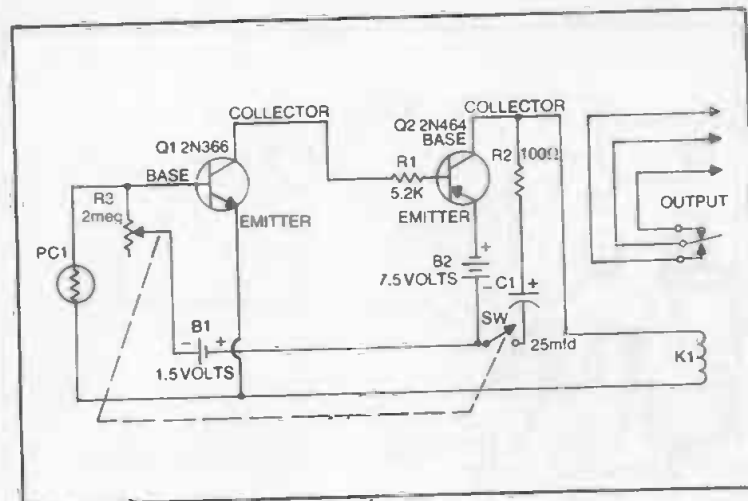 COLLECTOR
Q1 2N366
BASE
EMITTER
R3
2meg
PC1
B1
- +
1.5 VOLTS
Q2 2N464
COLLECTOR
BASE
R1
5.2K
R2 100Ω
EMITTER
+
B2
7.5 VOLTS
-
C1 +
SW
25mfd
OUTPUT
K1